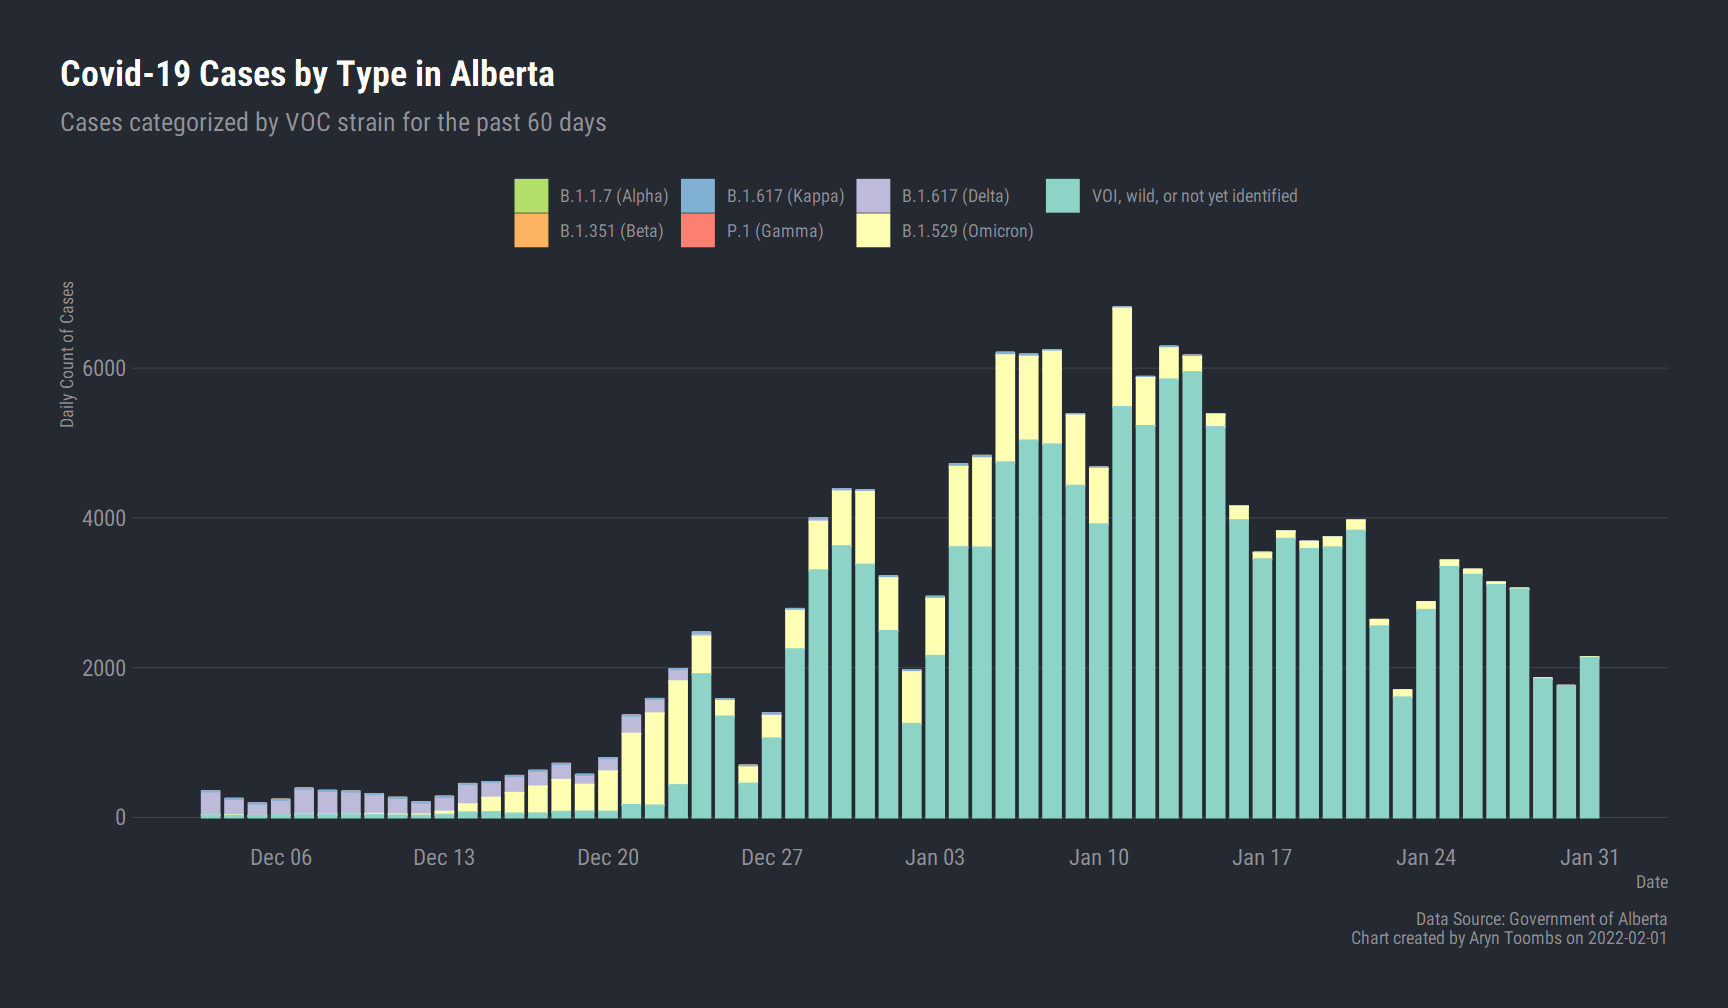 Covid-19 Cases by Type in Alberta
Cases categorized by VOC strain for the past 60 days
B.1.1.7 (Alpha) B.1.617 (Kappa) B.1.617 (Delta) VOI, wild, or not yet identified
B.1.351 (Beta) P.1 (Gamma) B.1.529 (Omicron)
Daily Count of Cases
6000
4000
2000
0
Dec 06 Dec 13 Dec 20 Dec 27 Jan 03 Jan 10 Jan 17 Jan 24 Jan 31
Date
Data Source: Government of Alberta
Chart created by Aryn Toombs on 2022-02-01